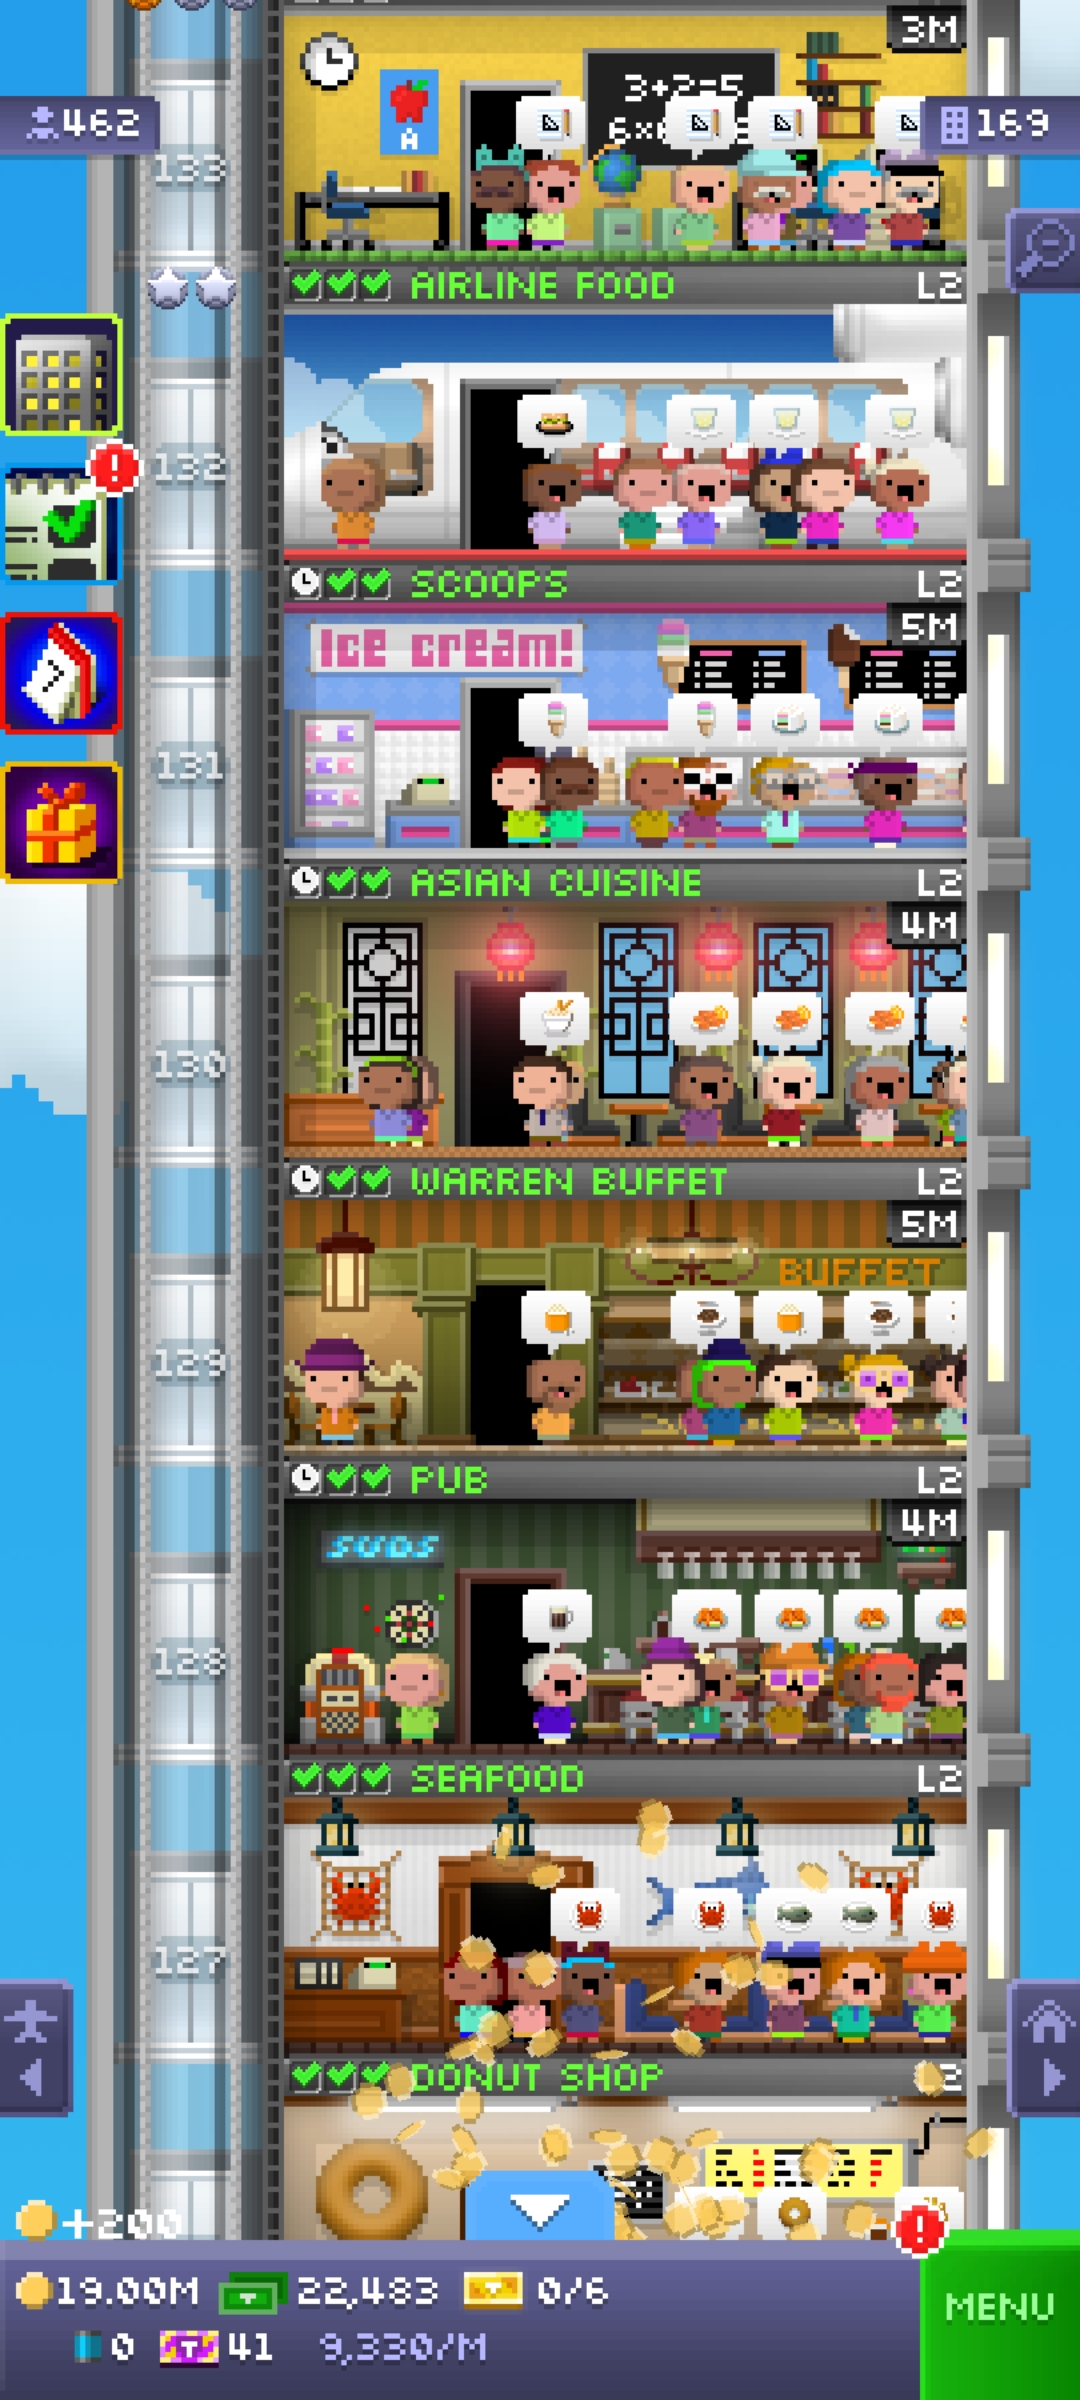 3M
3+2=5
A
462
169
133
AIRLINE FOOD L2
132
SCOOPS L2
5M
Ice cream!
131
ASIAN CUISINE L2
4M
130
WARREN BUFFET L2
5M
BUFFET
129
PUB L2
4M
SUDS
128
SEAFOOD L2
127
DONUT SHOP
+200
19.00M 22,483 0/6
MENU
0 41 9,330/M